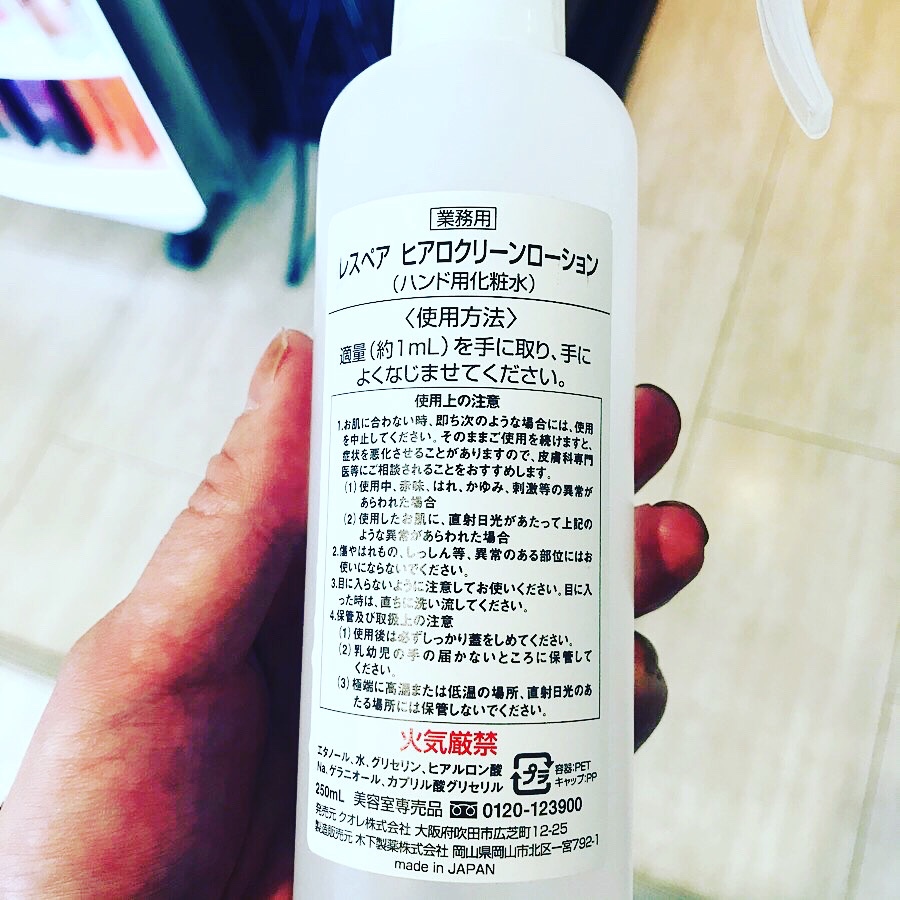 業務用
レスペア ヒアロクリーンローション
（ハンド用化粧水）
〈使用方法〉
適量（約1mL）を手に取り、手に
よくなじませてください。
使用上の注意
1.お肌に合わない時、即ち次のような場合には、使用
を中止してください。そのままご使用を続けますと、
症状を悪化させることがありますので、皮膚科専門
医等にご相談されることをおすすめします。
（1）使用中、赤味、はれ、かゆみ、刺激等の異常が
あらわれた場合
（2）使用したお肌に、直射日光があたって上記の
ような異常があらわれた場合
2.傷やはれもの、しっしん等、異常のある部位にはお
使いにならないでください。
3.目に入らないように注意してお使いください。目に入
った時は、直ちに洗い流してください。
4.保管及び取扱上の注意
（1）使用後は必ずしっかり蓋をしめてください。
（2）乳幼児の手の届かないところに保管して
ください。
（3）極端に高温または低温の場所、直射日光のあ
たる場所には保管しないでください。
火気厳禁
エタノール、水、グリセリン、ヒアルロン酸
Na、ゲラニオール、カプリル酸グリセリル
プラ
容器:PET
キャップ:PP
250mL 美容室専売品 0120-123900
発売元 クオレ株式会社 大阪府吹田市広芝町12-25
製造販売元 木下製薬株式会社 岡山県岡山市北区一宮792-1
made in JAPAN